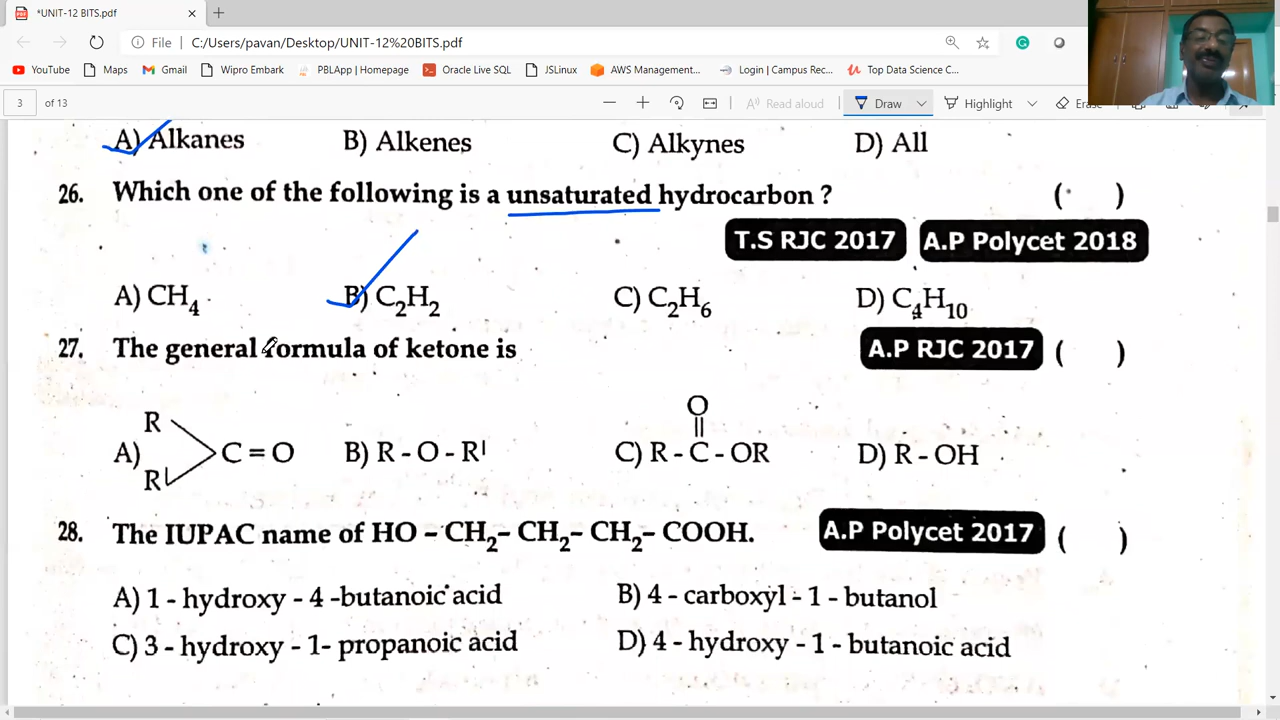 *UNIT-12 BITS.pdf
File C:/Users/pavan/Desktop/UNIT-12%20BITS.pdf
YouTube Maps Gmail Wipro Embark PBLApp | Homepage Oracle Live SQL JSLinux AWS Management... Login | Campus Rec... Top Data Science C...
3 of 13 Read aloud Draw Highlight Erase
A) Alkanes B) Alkenes C) Alkynes D) All
26. Which one of the following is a unsaturated hydrocarbon ? ( )
T.S RJC 2017 A.P Polycet 2018
A) CH4 B) C2H2 C) C2H6 D) C4H10
27. The general formula of ketone is A.P RJC 2017 ( )
O
||
R
A) C = O B) R - O - R| C) R - C - OR D) R - OH
R|
28. The IUPAC name of HO - CH2- CH2- CH2- COOH. A.P Polycet 2017 ( )
A) 1 - hydroxy - 4 -butanoic acid B) 4 - carboxyl - 1 - butanol
C) 3 - hydroxy - 1- propanoic acid D) 4 - hydroxy - 1 - butanoic acid